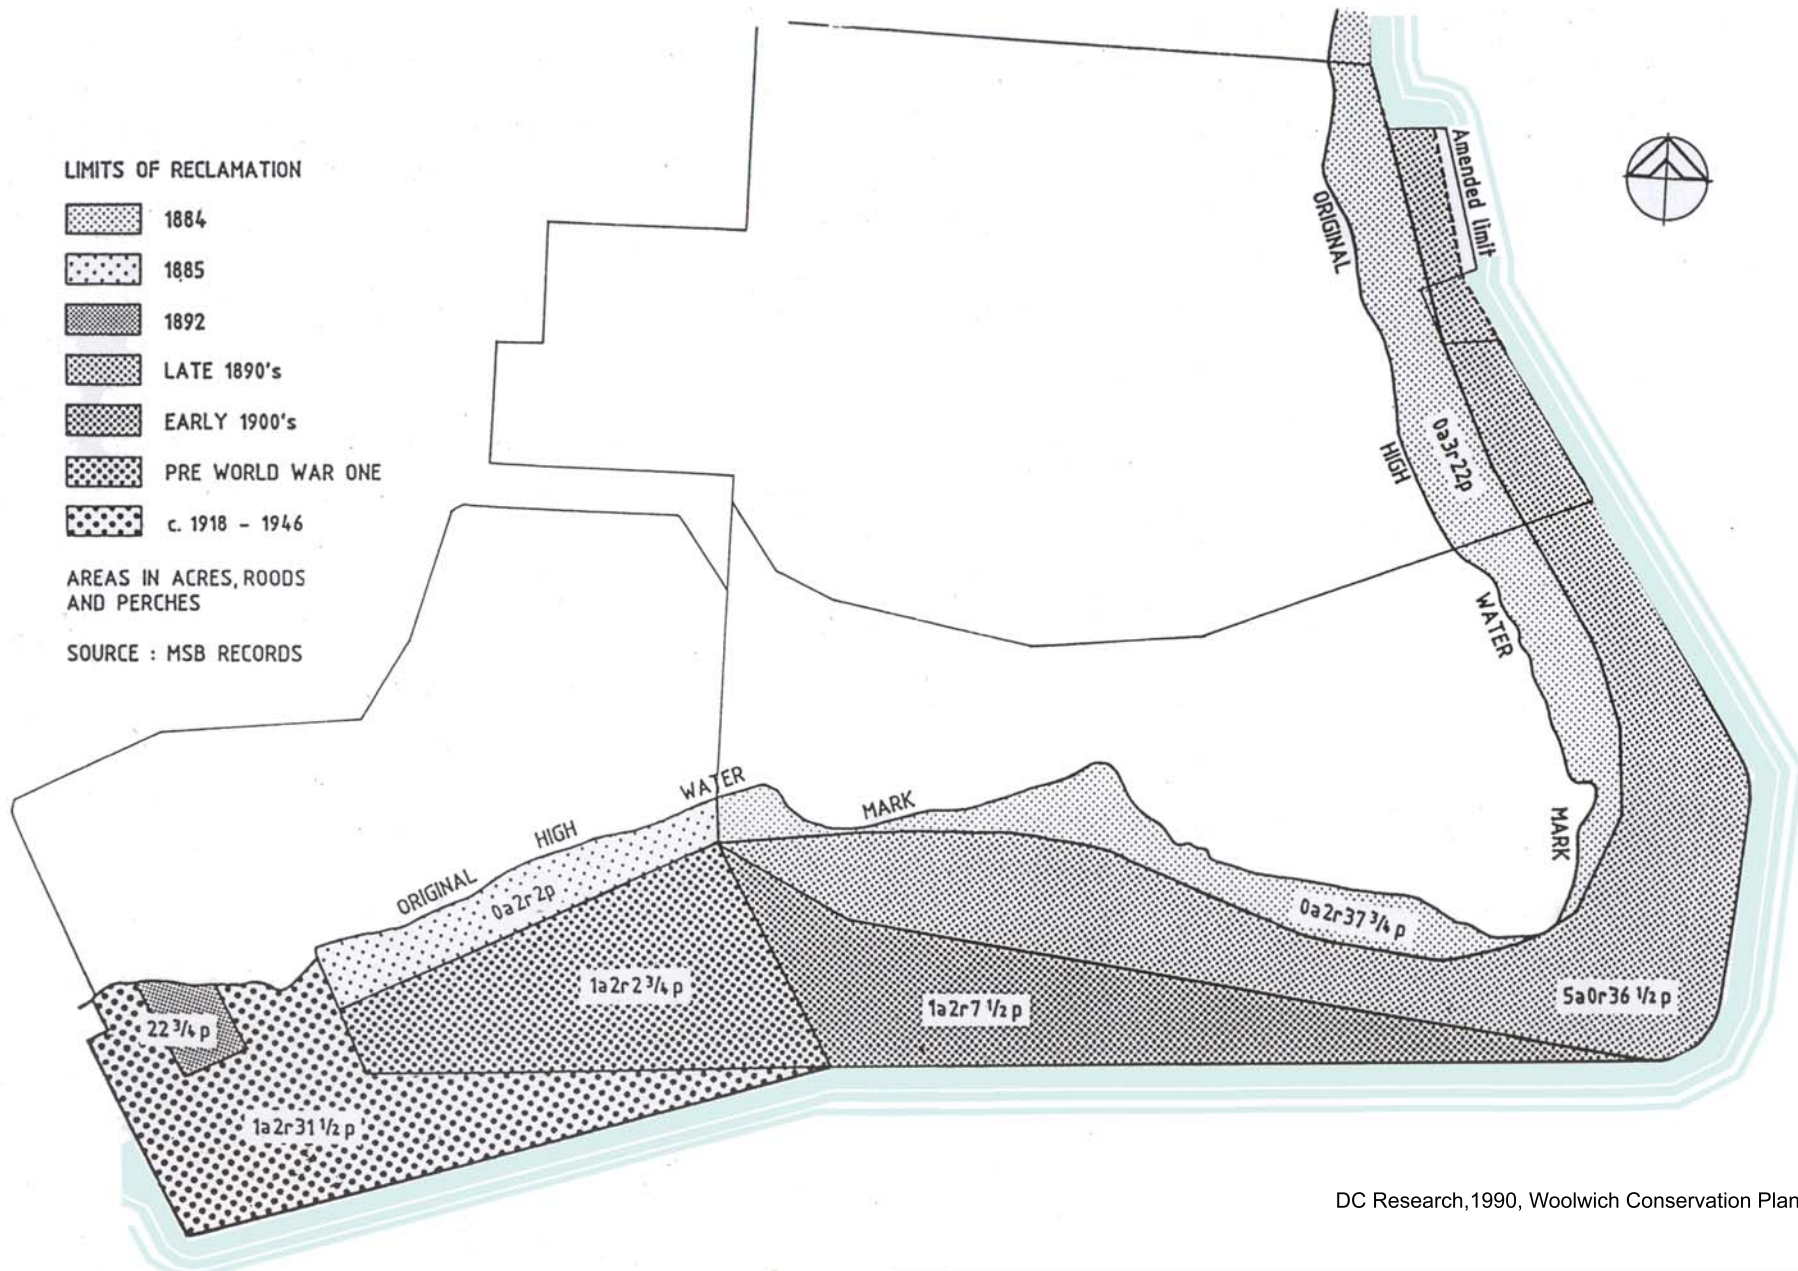 LIMITS OF RECLAMATION
1884
1885
1892
LATE 1890's
EARLY 1900's
PRE WORLD WAR ONE
c. 1918 - 1946
AREAS IN ACRES, ROODS
AND PERCHES
SOURCE : MSB RECORDS
Amended limit
ORIGINAL
HIGH
WATER
MARK
0a3r22p
ORIGINAL
HIGH
WATER
MARK
0a2r2p
0a2r37 3/4 p
1a2r2 3/4 p
1a2r7 1/2 p
5a0r36 1/2 p
22 3/4 p
1a2r31 1/2 p
DC Research,1990, Woolwich Conservation Plan